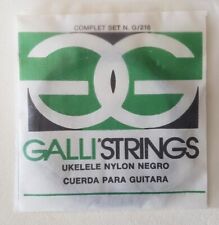 COMPLET SET N. G/216
GALLI STRINGS
UKELELE NYLON NEGRO
CUERDA PARA GUITARA